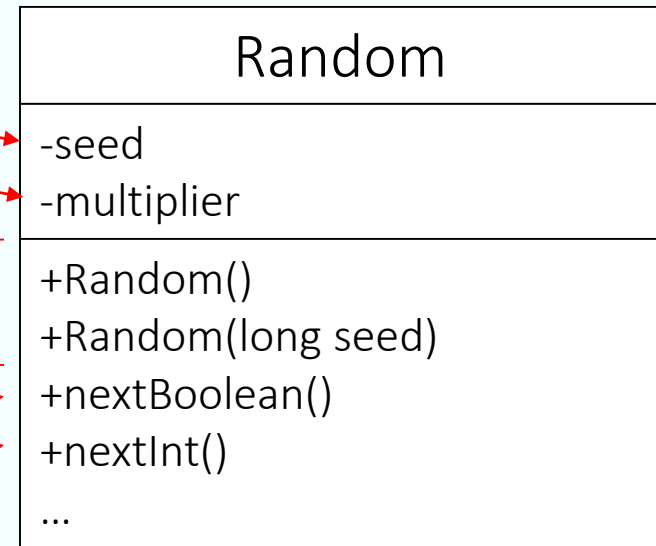 Random
-seed
-multiplier
+Random()
+Random(long seed)
+nextBoolean()
+nextInt()
...